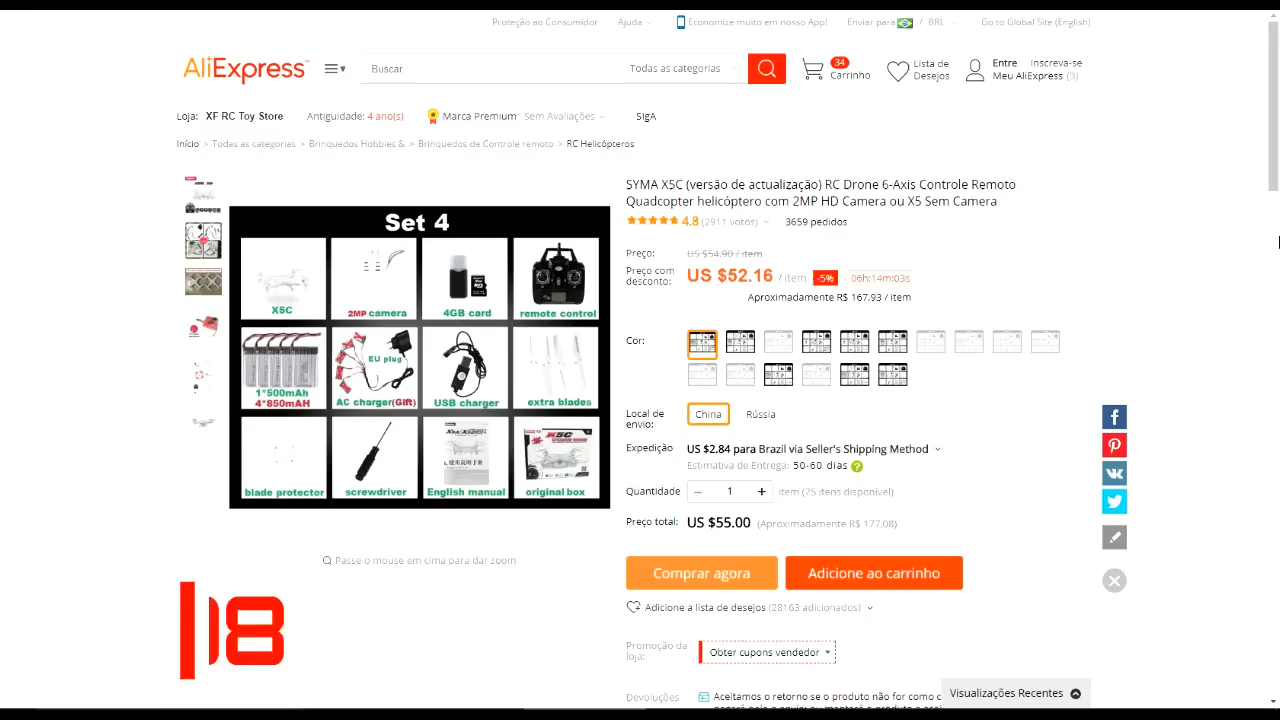 Proteção ao Consumidor Ajuda Economize muito em nosso App! Enviar para / BRL Go to Global Site (English)
AliExpress™ Buscar Todas as categorias 34 Carrinho Lista de Desejos Entre Inscreva-se
Meu AliExpress (3)
Loja: XF RC Toy Store Antiguidade: 4 ano(s) Marca Premium Sem Avaliações SigA
Início > Todas as categorias > Brinquedos Hobbies & > Brinquedos de Controle remoto > RC Helicópteros
SYMA X5C (versão de actualização) RC Drone 6-Axis Controle Remoto
Quadcopter helicóptero com 2MP HD Camera ou X5 Sem Camera
4.8 (2911 votos) 3659 pedidos
Preço: US $54.90 / item
Preço com desconto: US $52.16 / item -5% 06h:14m:03s
Aproximadamente R$ 167.93 / item
Cor:
Local de envio: China Rússia
Expedição US $2.84 para Brazil via Seller's Shipping Method
Estimativa de Entrega: 50-60 dias ?
Quantidade – 1 + item (75 itens disponível)
Preço total: US $55.00 (Aproximadamente R$ 177,08)
Comprar agora Adicione ao carrinho
Adicione a lista de desejos (28163 adicionados)
Promoção da loja: Obter cupons vendedor
Devoluções Aceitamos o retorno se o produto não for como
Visualizações Recentes
Set 4
X5C 2MP camera 4GB card remote control
1*500mAh
4*850mAH
EU plug
AC charger(Gift) USB charger extra blades
blade protector screwdriver English manual original box
X5C
Passe o mouse em cima para dar zoom
18